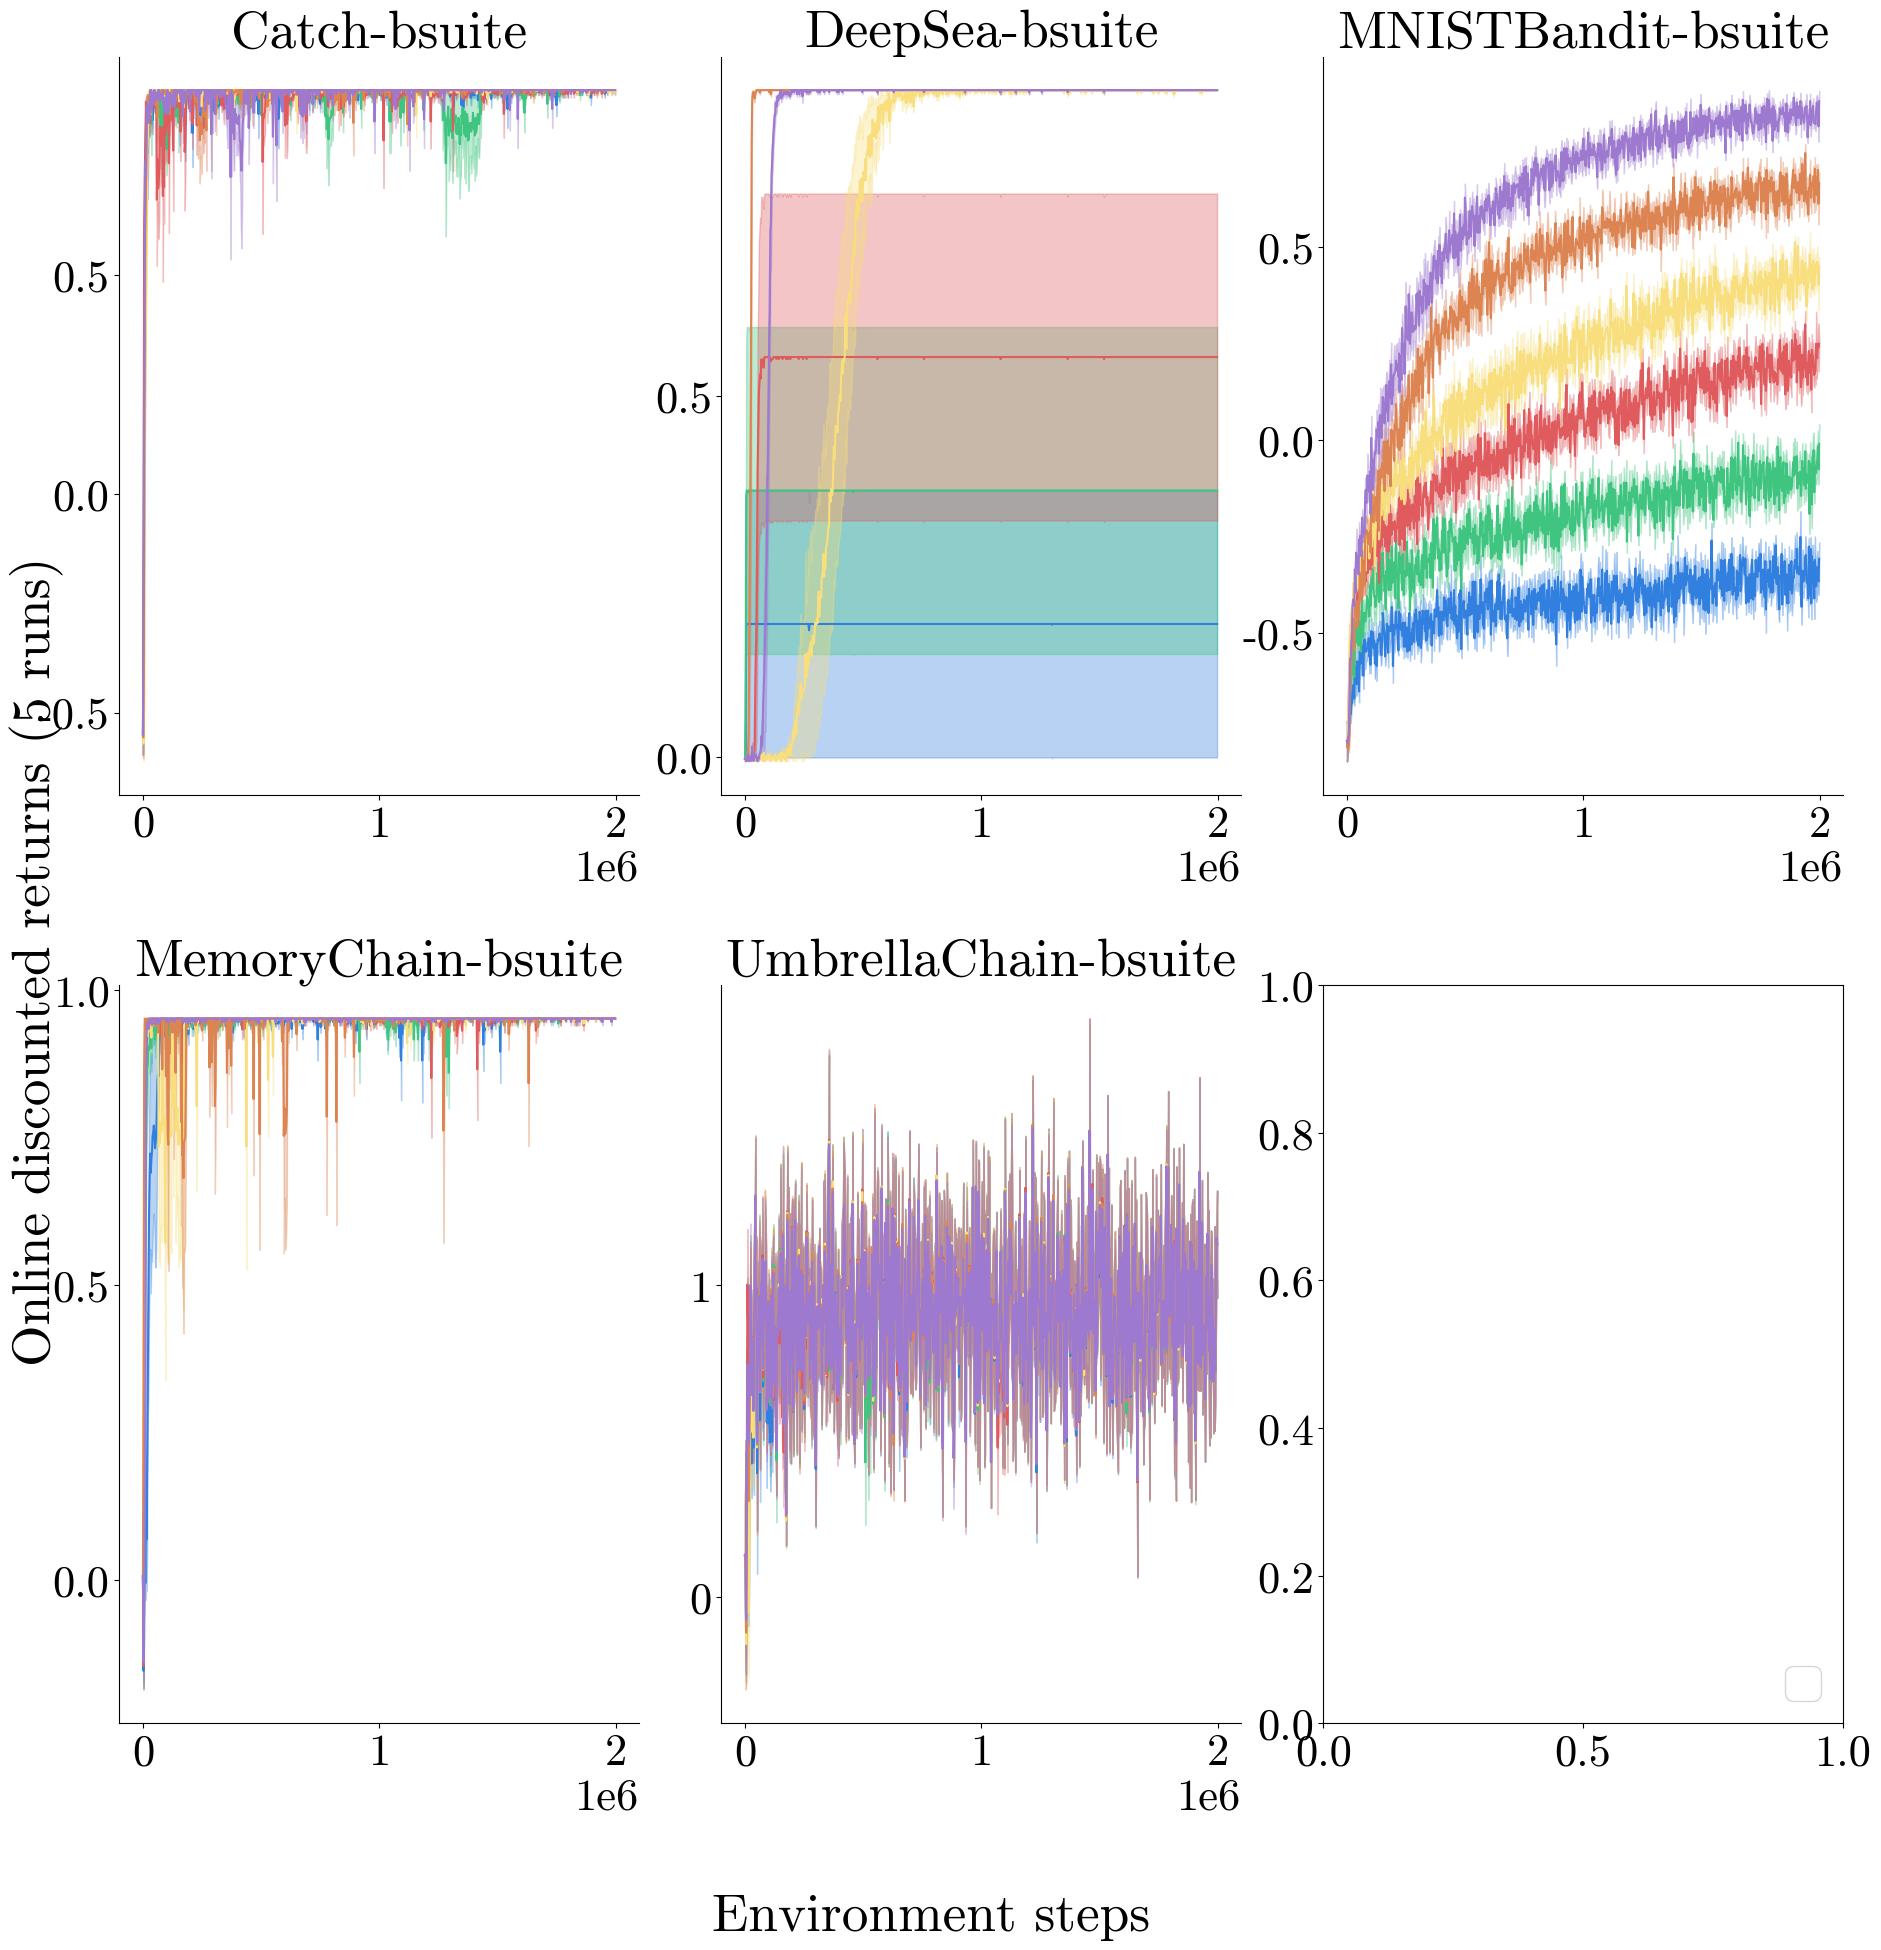 Catch-bsuite
DeepSea-bsuite
MNISTBandit-bsuite
0.5
0.0
0.5
0 1 2
1e6
0.5
0.0
0 1 2
1e6
0.5
0.0
-0.5
0 1 2
1e6
Online discounted returns (5 runs)
MemoryChain-bsuite
UmbrellaChain-bsuite
1.0
0.5
0.0
0 1 2
1e6
1
0
0 1 2
1e6
1.0
0.8
0.6
0.4
0.2
0.0
0.0 0.5 1.0
Environment steps